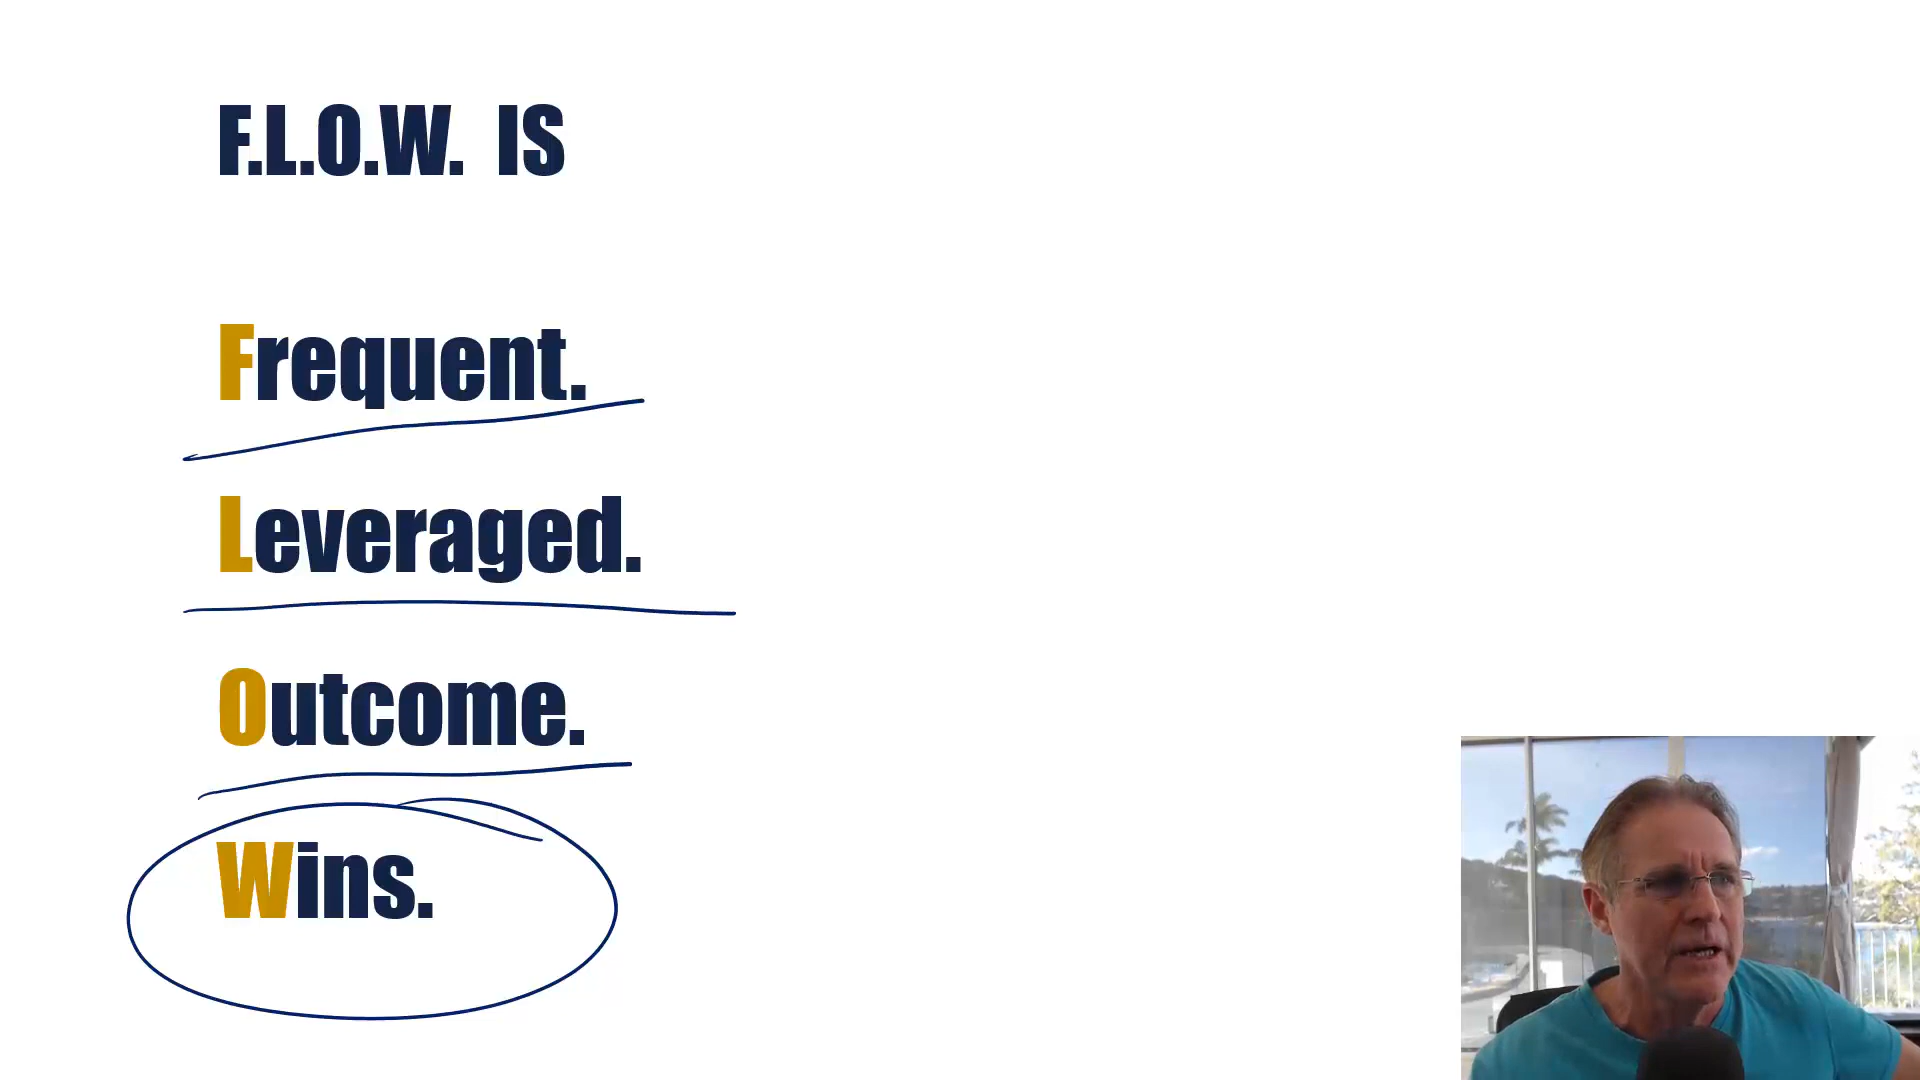 F.L.O.W. IS
Frequent.
Leveraged.
Outcome.
Wins.